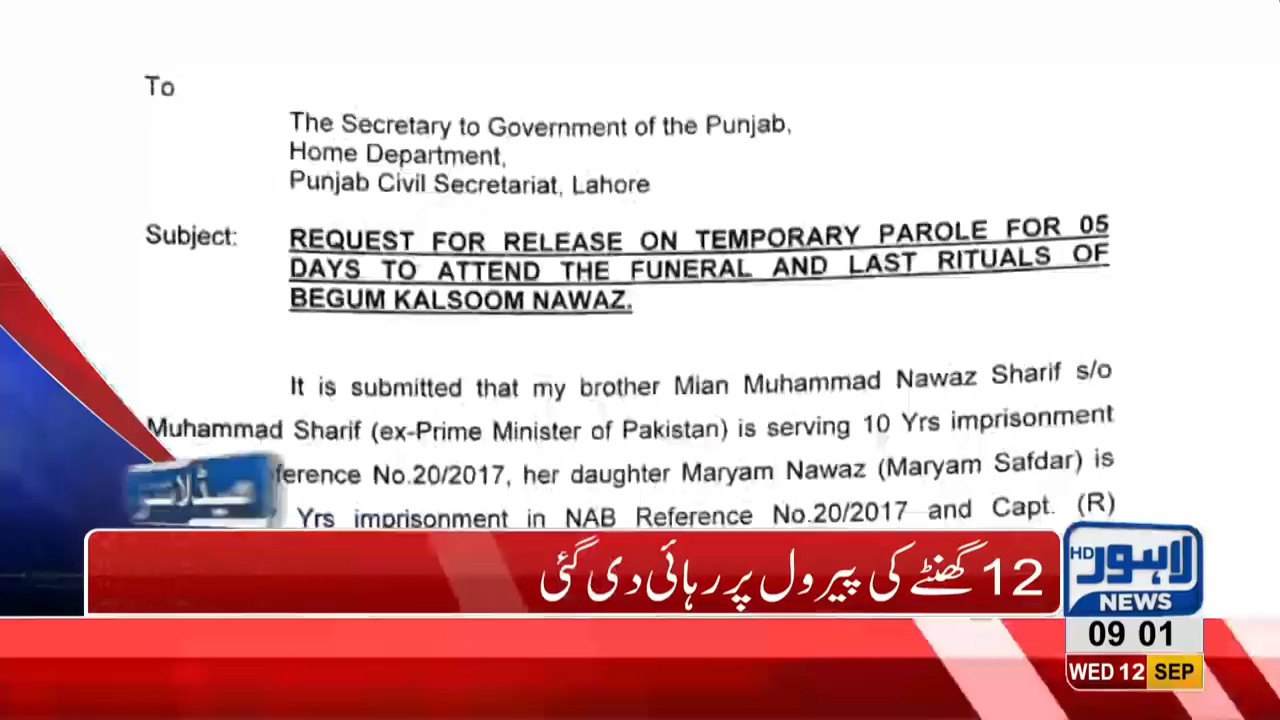 To
The Secretary to Government of the Punjab,
Home Department,
Punjab Civil Secretariat, Lahore
Subject: REQUEST FOR RELEASE ON TEMPORARY PAROLE FOR 05
DAYS TO ATTEND THE FUNERAL AND LAST RITUALS OF
BEGUM KALSOOM NAWAZ.
It is submitted that my brother Mian Muhammad Nawaz Sharif s/o
Muhammad Sharif (ex-Prime Minister of Pakistan) is serving 10 Yrs imprisonment
ference No.20/2017, her daughter Maryam Nawaz (Maryam Safdar) is
Yrs imprisonment in NAB Reference No.20/2017 and Capt. (R)
ہیڈلائنز
12 گھنٹے کی پیرول پر رہائی دی گئی
HD لاہور
NEWS
09 01
WED 12 SEP